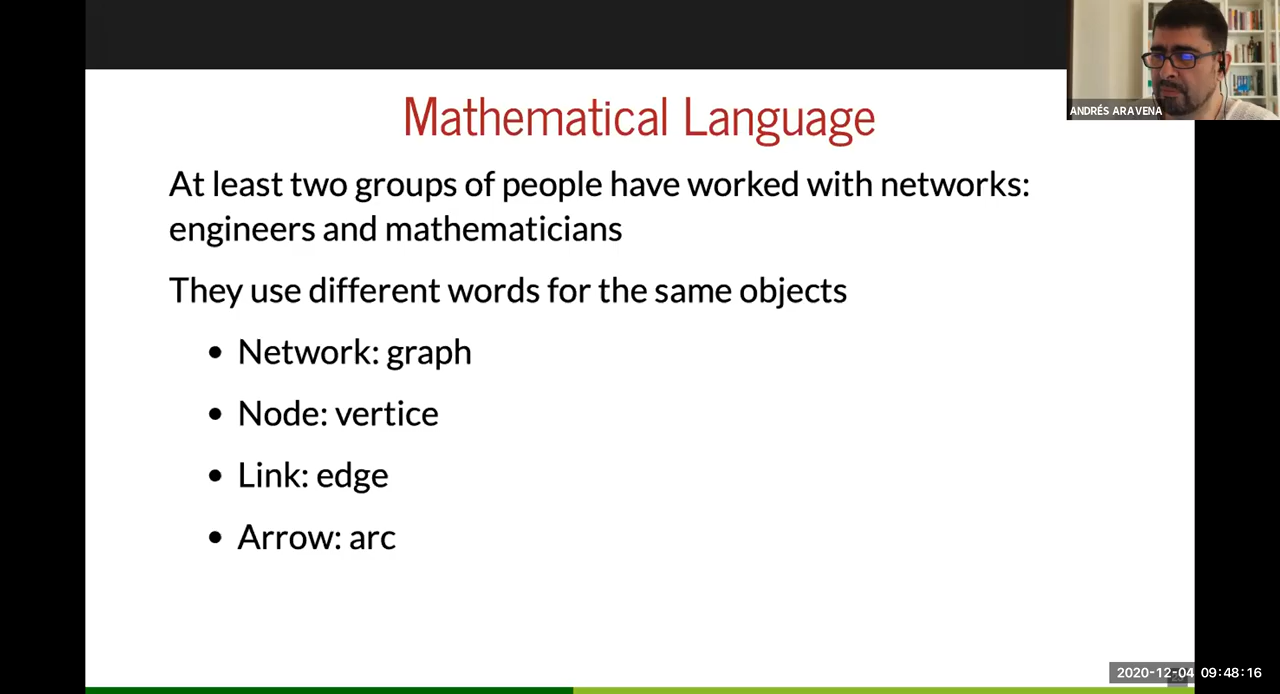 ANDRÉS ARAVENA
Mathematical Language
At least two groups of people have worked with networks:
engineers and mathematicians
They use different words for the same objects
• Network: graph
• Node: vertice
• Link: edge
• Arrow: arc
2020-12-04 09:48:16